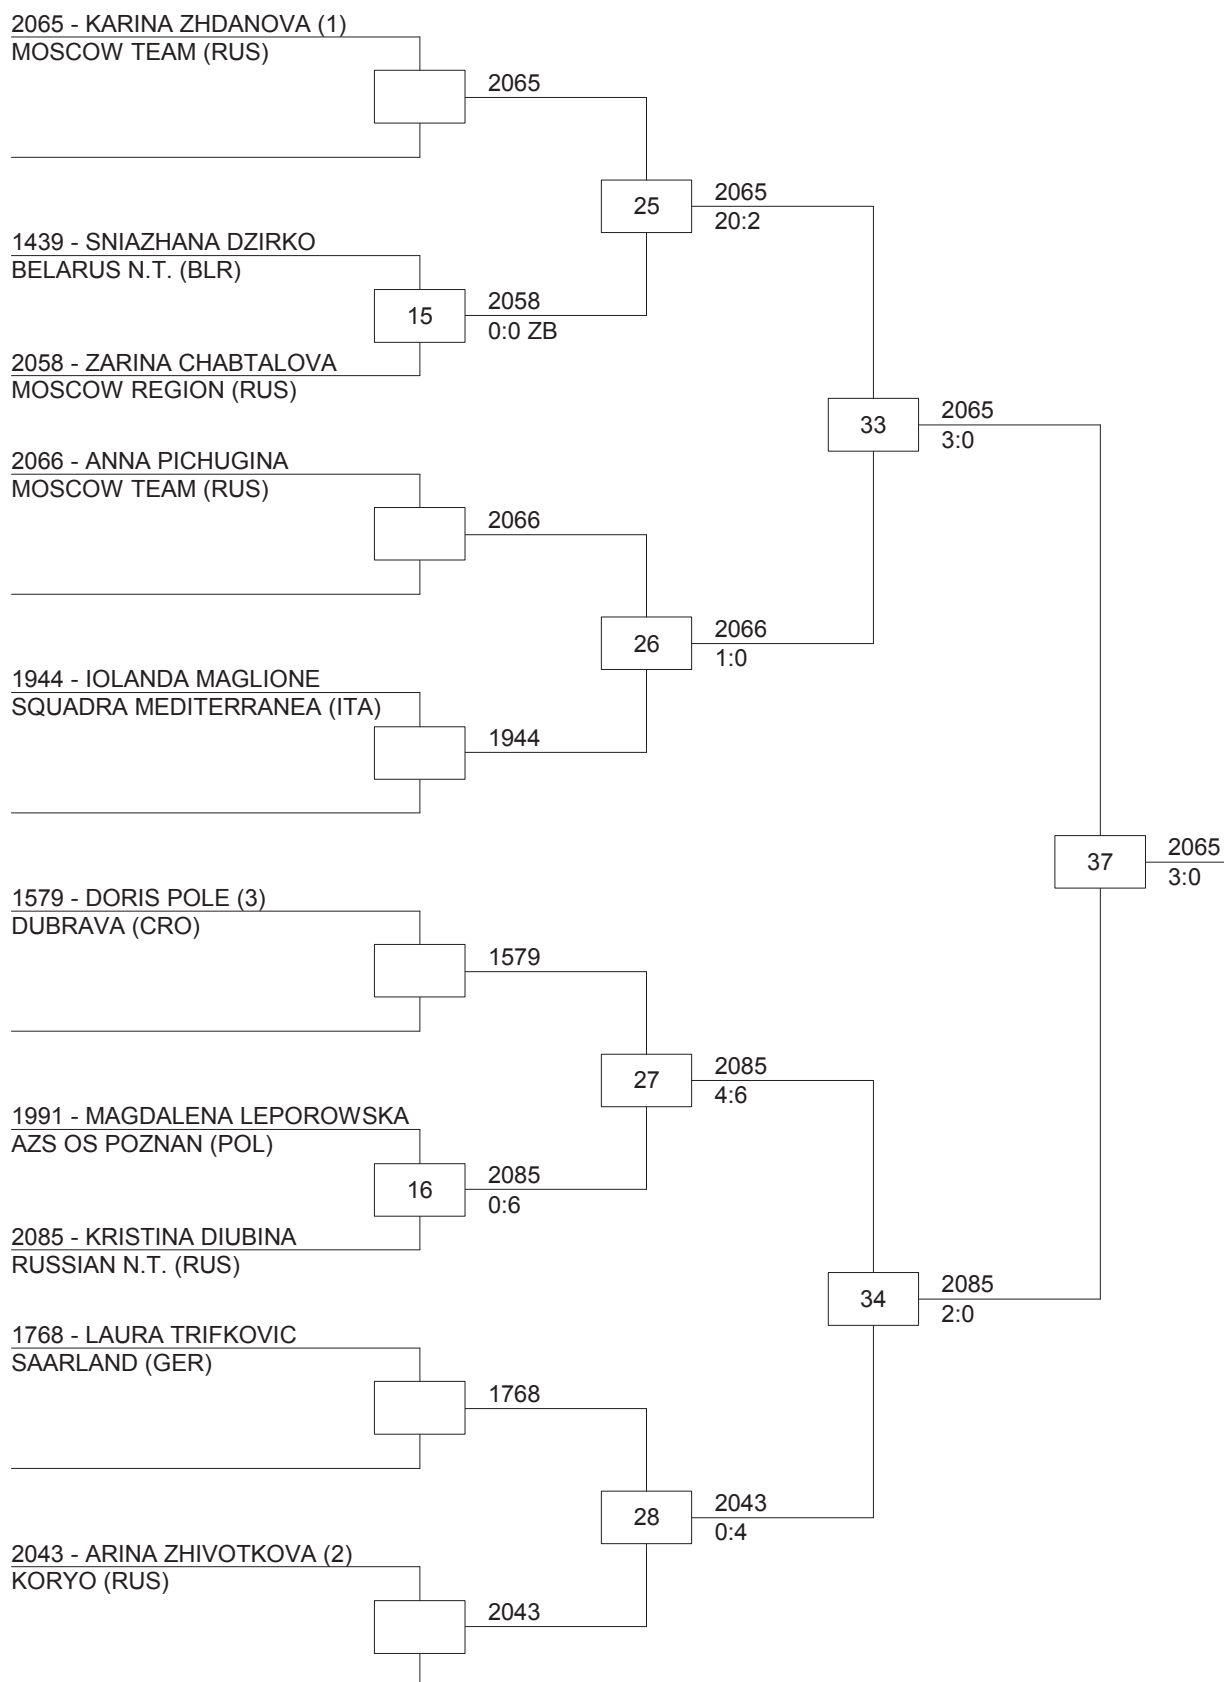 2065 - KARINA ZHDANOVA (1)
MOSCOW TEAM (RUS)
2065
25
2065
20:2
1439 - SNIAZHANA DZIRKO
BELARUS N.T. (BLR)
15
2058
0:0 ZB
2058 - ZARINA CHABTALOVA
MOSCOW REGION (RUS)
33
2065
3:0
2066 - ANNA PICHUGINA
MOSCOW TEAM (RUS)
2066
26
2066
1:0
1944 - IOLANDA MAGLIONE
SQUADRA MEDITERRANEA (ITA)
1944
37
2065
3:0
1579 - DORIS POLE (3)
DUBRAVA (CRO)
1579
27
2085
4:6
1991 - MAGDALENA LEPOROWSKA
AZS OS POZNAN (POL)
16
2085
0:6
2085 - KRISTINA DIUBINA
RUSSIAN N.T. (RUS)
34
2085
2:0
1768 - LAURA TRIFKOVIC
SAARLAND (GER)
1768
28
2043
0:4
2043 - ARINA ZHIVOTKOVA (2)
KORYO (RUS)
2043